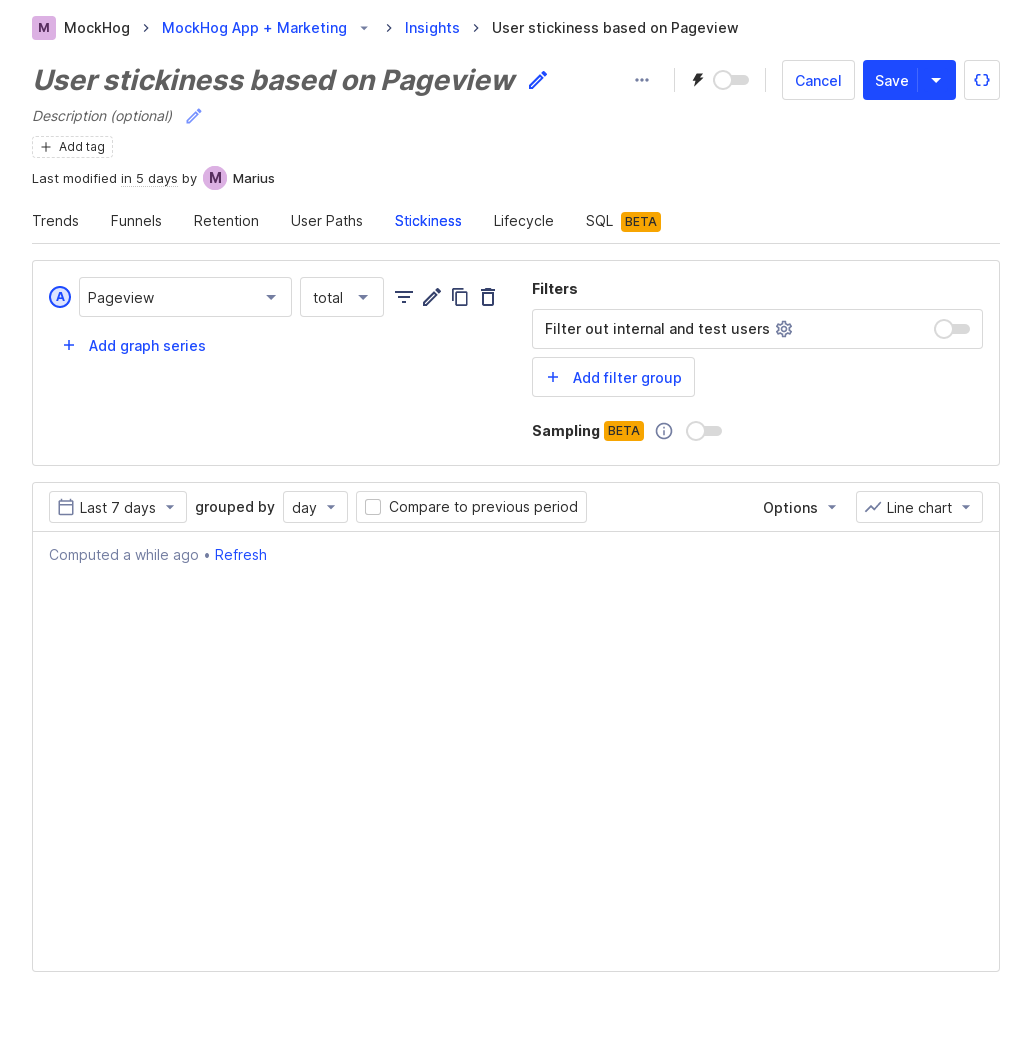 M MockHog MockHog App + Marketing Insights User stickiness based on Pageview
User stickiness based on Pageview Cancel Save {}
Description (optional)
Add tag
Last modified in 5 days by M Marius
Trends Funnels Retention User Paths Stickiness Lifecycle SQL BETA
A Pageview total
Add graph series
Filters
Filter out internal and test users
Add filter group
Sampling BETA
Last 7 days grouped by day Compare to previous period Options Line chart
Computed a while ago • Refresh